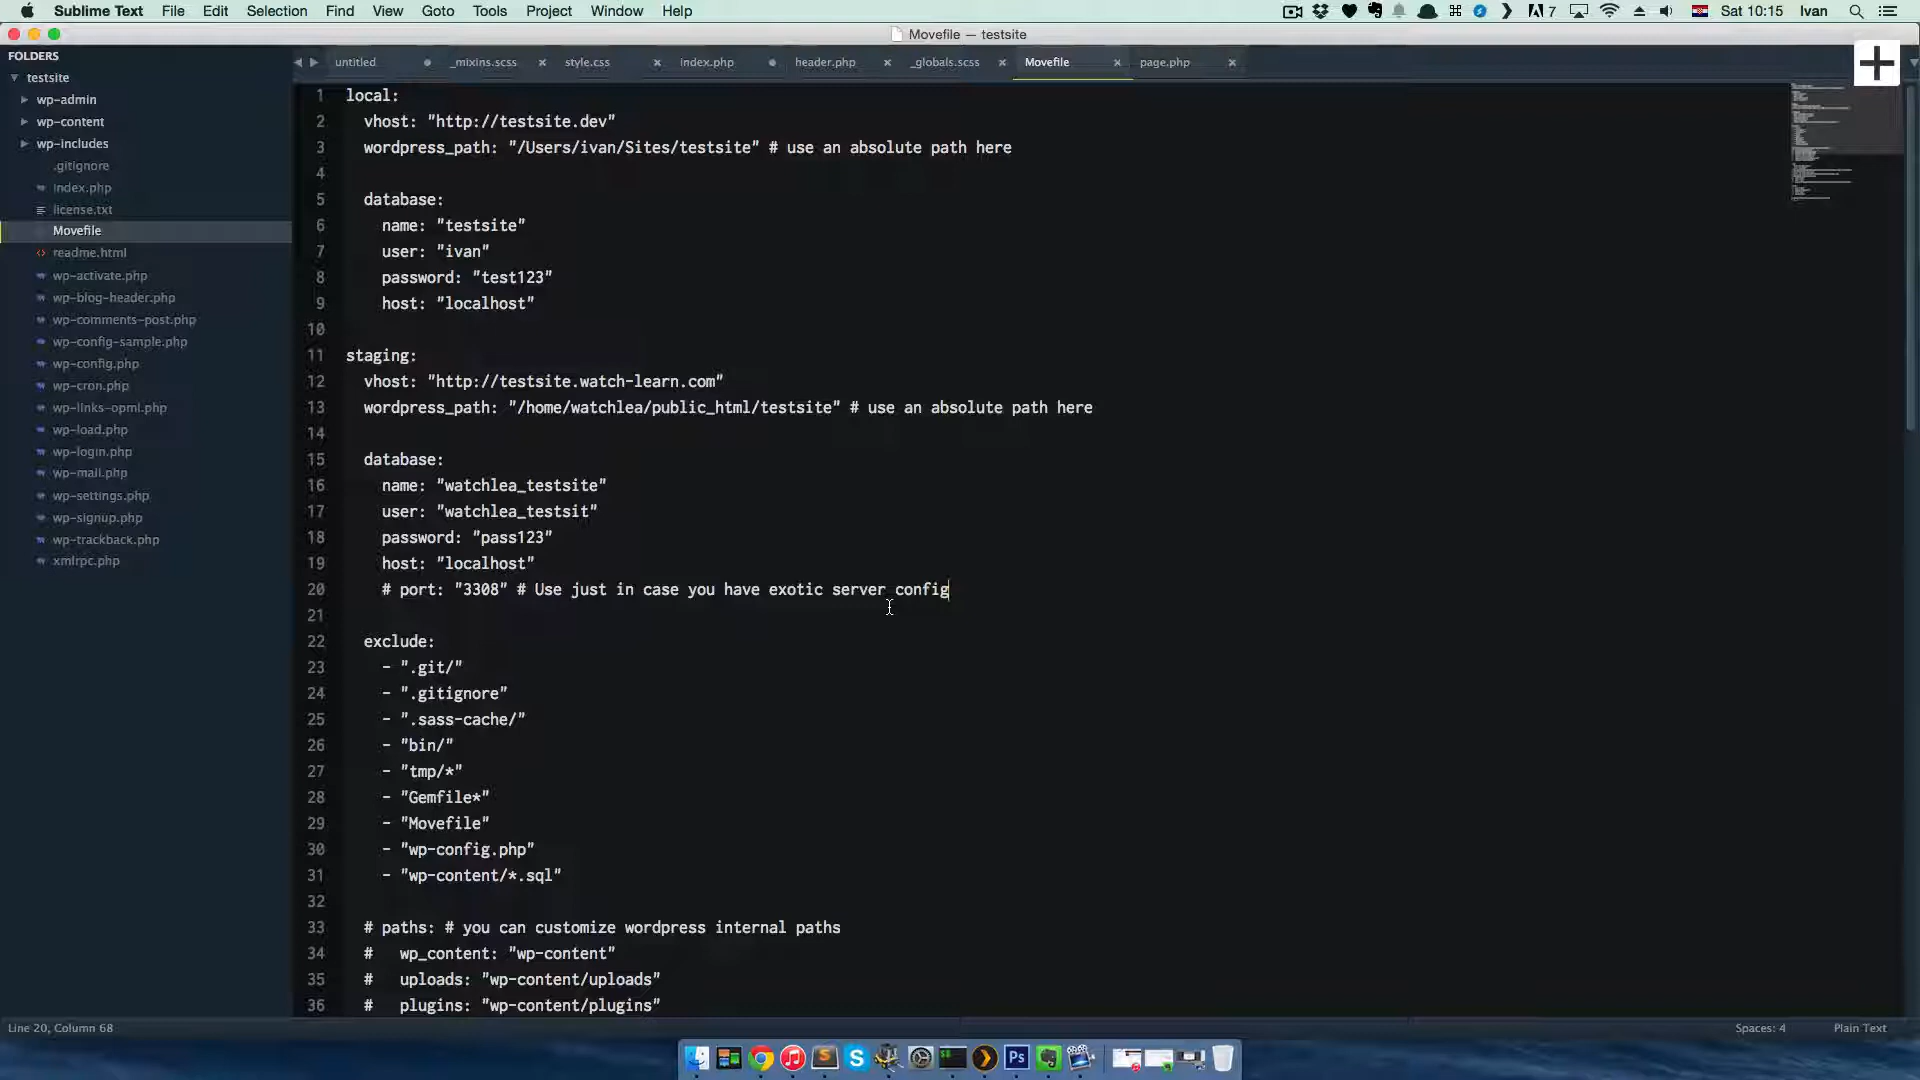 Sublime Text File Edit Selection Find View Goto Tools Project Window Help 7 Sat 10:15 Ivan
Movefile — testsite
FOLDERS
testsite
wp-admin
wp-content
wp-includes
.gitignore
index.php
license.txt
Movefile
readme.html
wp-activate.php
wp-blog-header.php
wp-comments-post.php
wp-config-sample.php
wp-config.php
wp-cron.php
wp-links-opml.php
wp-load.php
wp-login.php
wp-mail.php
wp-settings.php
wp-signup.php
wp-trackback.php
xmlrpc.php
untitled _mixins.scss style.css index.php header.php _globals.scss Movefile page.php
1 local:
2 vhost: "http://testsite.dev"
3 wordpress_path: "/Users/ivan/Sites/testsite" # use an absolute path here
4
5 database:
6 name: "testsite"
7 user: "ivan"
8 password: "test123"
9 host: "localhost"
10
11 staging:
12 vhost: "http://testsite.watch-learn.com"
13 wordpress_path: "/home/watchlea/public_html/testsite" # use an absolute path here
14
15 database:
16 name: "watchlea_testsite"
17 user: "watchlea_testsit"
18 password: "pass123"
19 host: "localhost"
20 # port: "3308" # Use just in case you have exotic server config
21
22 exclude:
23 - ".git/"
24 - ".gitignore"
25 - ".sass-cache/"
26 - "bin/"
27 - "tmp/*"
28 - "Gemfile*"
29 - "Movefile"
30 - "wp-config.php"
31 - "wp-content/*.sql"
32
33 # paths: # you can customize wordpress internal paths
34 # wp_content: "wp-content"
35 # uploads: "wp-content/uploads"
36 # plugins: "wp-content/plugins"
Line 20, Column 68 Spaces: 4 Plain Text
Ps